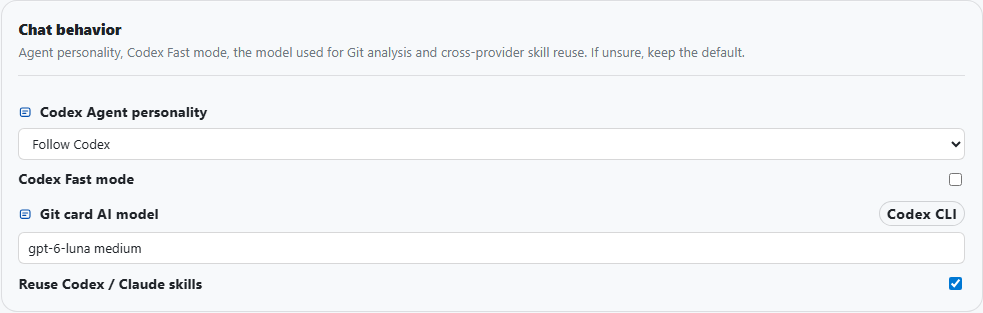 Chat behavior
Agent personality, Codex Fast mode, the model used for Git analysis and cross-provider skill reuse. If unsure, keep the default.
Codex Agent personality
Follow Codex
Codex Fast mode
Git card AI model
Codex CLI
gpt-6-luna medium
Reuse Codex / Claude skills